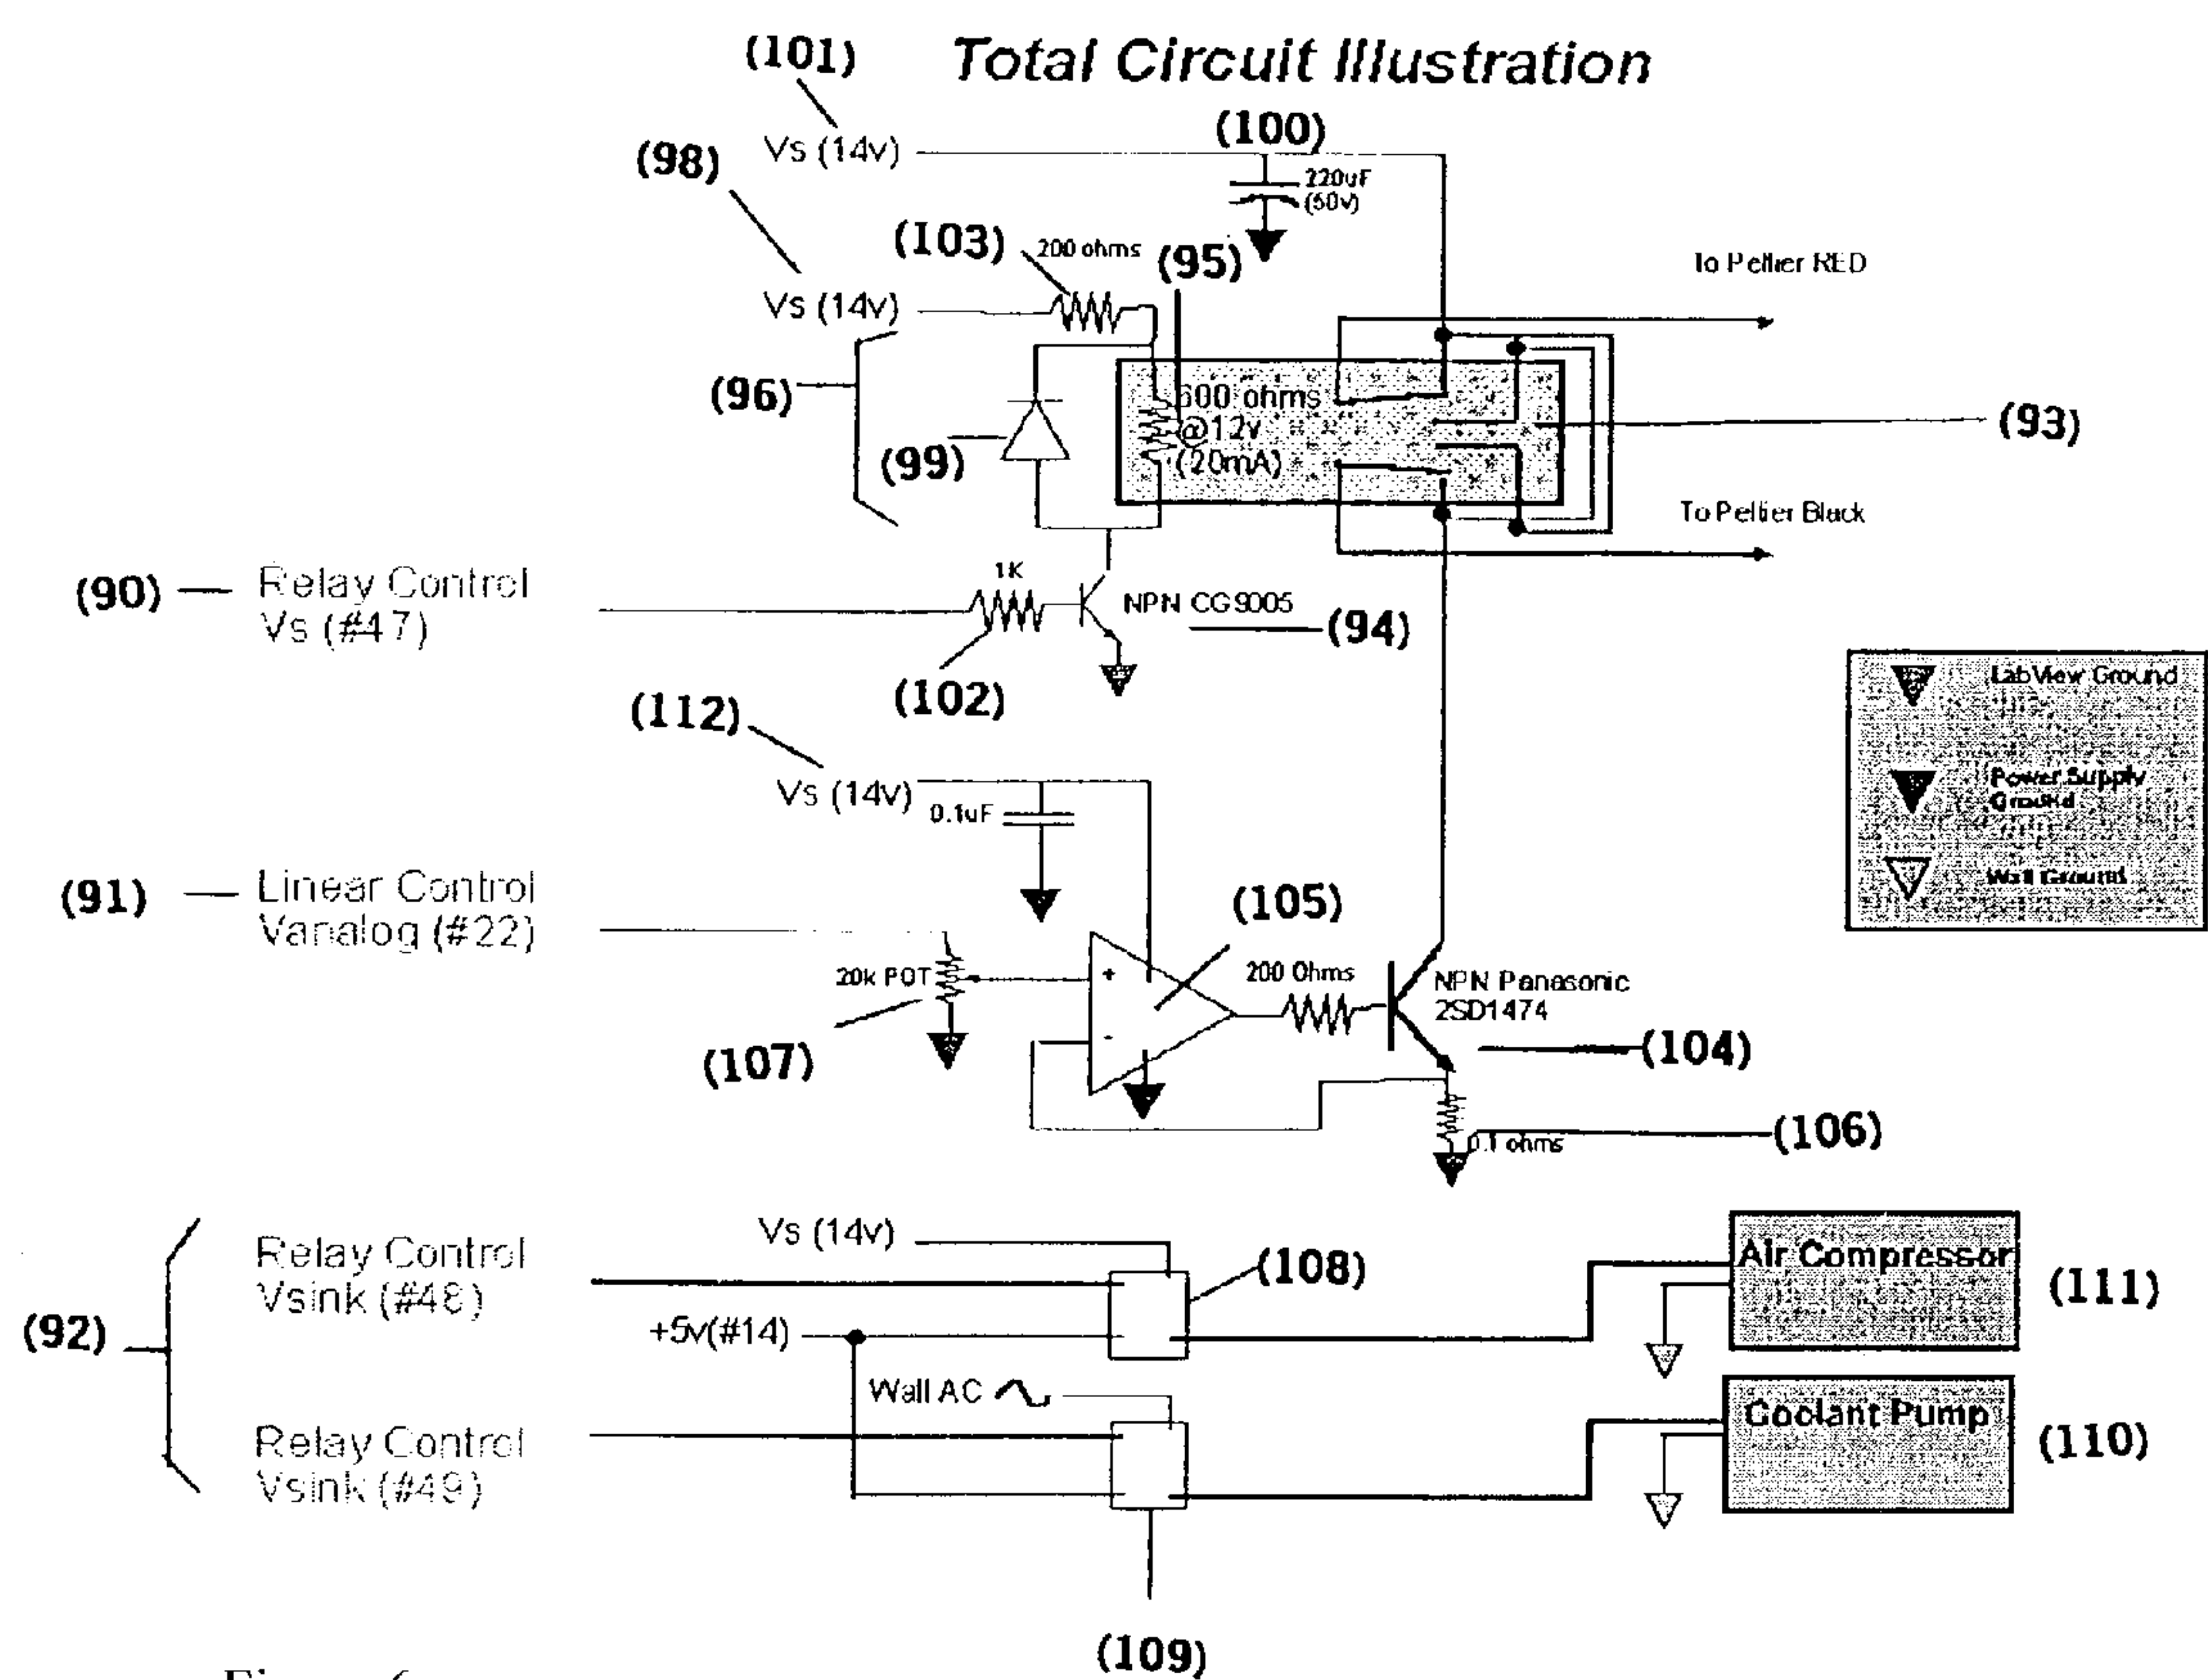 Total Circuit Illustration
(101)
Vs (14v)
(100)
220uF
(50v)
(98)
(103)
200 ohms
(95)
To Peltier RED
Vs (14v)
(96)
600 ohms
@12v
(20mA)
(93)
(99)
To Peltier Black
(90)
Relay Control
Vs (#47)
1K
NPN CG9005
(94)
(102)
LabView Ground
Power Supply
Ground
Wall Ground
(112)
Vs (14v)
0.1uF
(91)
Linear Control
Vanalog (#22)
(105)
20k POT
+
-
200 Ohms
NPN Panasonic
2SD1474
(107)
(104)
0.1 ohms
(106)
Vs (14v)
Relay Control
Vsink (#48)
(108)
Air Compressor
(111)
(92)
+5v(#14)
Wall AC
Coolant Pump
(110)
Relay Control
Vsink (#49)
(109)